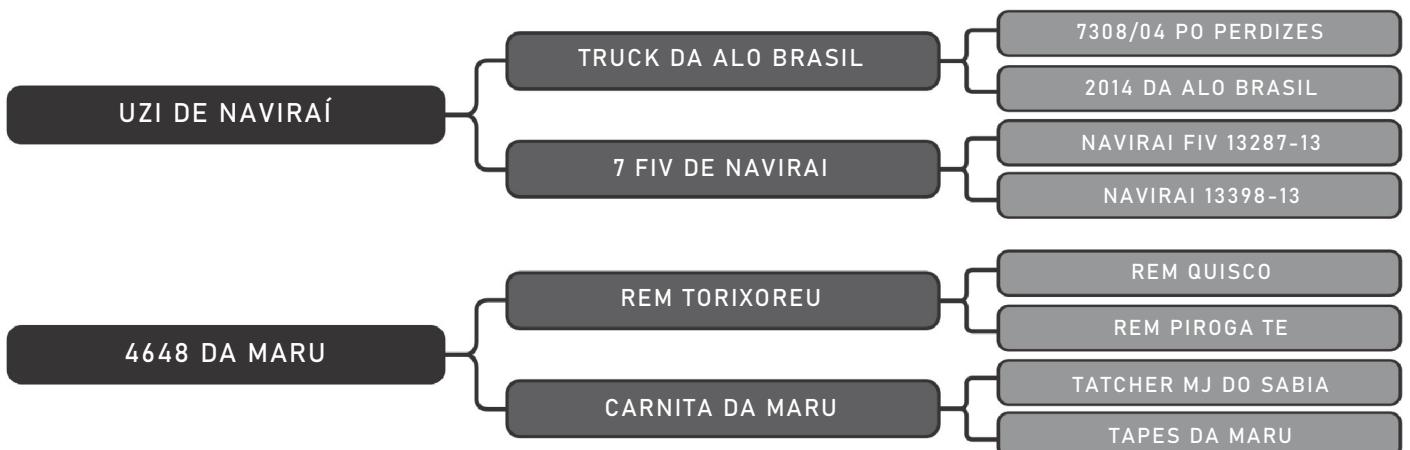 UZI DE NAVIRAÍ
TRUCK DA ALO BRASIL
7308/04 PO PERDIZES
2014 DA ALO BRASIL
7 FIV DE NAVIRAI
NAVIRAI FIV 13287-13
NAVIRAI 13398-13
4648 DA MARU
REM TORIXOREU
REM QUISCO
REM PIROGA TE
CARNITA DA MARU
TATCHER MJ DO SABIA
TAPES DA MARU